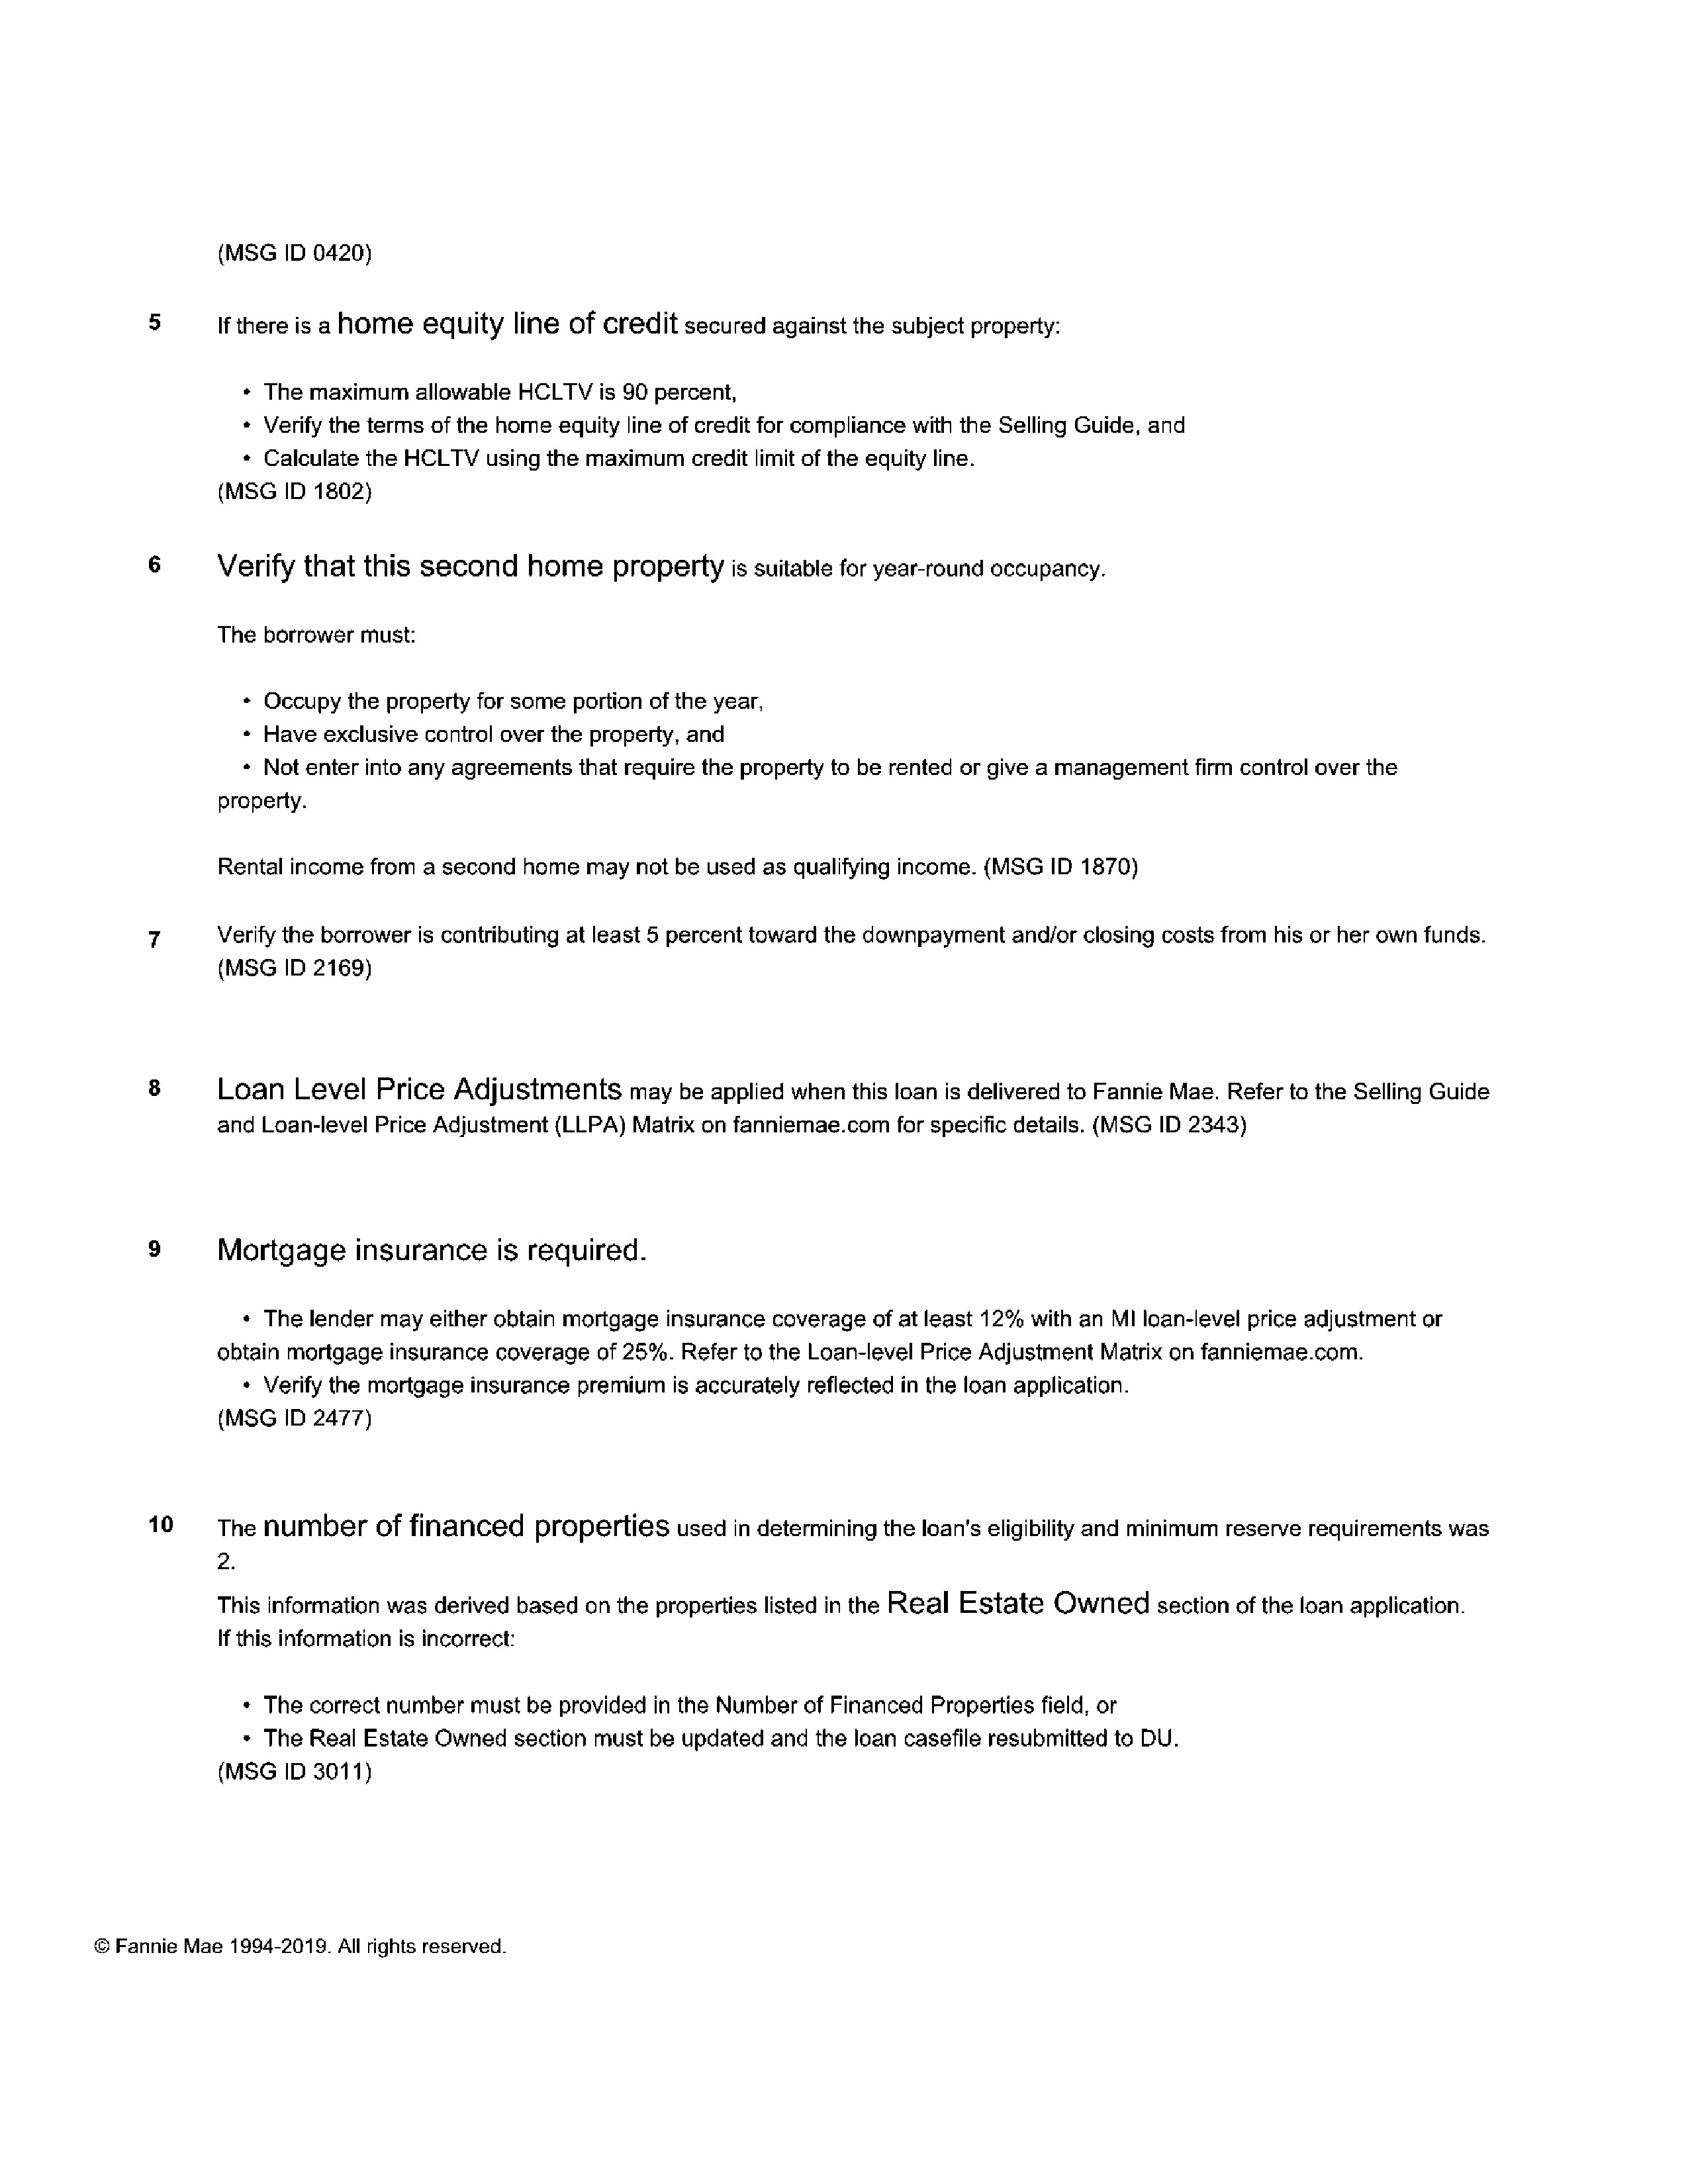 (MSG ID 0420)
5 If there is a home equity line of credit secured against the subject property:
• The maximum allowable HCLTV is 90 percent,
• Verify the terms of the home equity line of credit for compliance with the Selling Guide, and
• Calculate the HCLTV using the maximum credit limit of the equity line.
(MSG ID 1802)
6 Verify that this second home property is suitable for year-round occupancy.
The borrower must:
• Occupy the property for some portion of the year,
• Have exclusive control over the property, and
• Not enter into any agreements that require the property to be rented or give a management firm control over the
property.
Rental income from a second home may not be used as qualifying income. (MSG ID 1870)
7 Verify the borrower is contributing at least 5 percent toward the downpayment and/or closing costs from his or her own funds.
(MSG ID 2169)
8 Loan Level Price Adjustments may be applied when this loan is delivered to Fannie Mae. Refer to the Selling Guide
and Loan-level Price Adjustment (LLPA) Matrix on fanniemae.com for specific details. (MSG ID 2343)
9 Mortgage insurance is required.
• The lender may either obtain mortgage insurance coverage of at least 12% with an MI loan-level price adjustment or
obtain mortgage insurance coverage of 25%. Refer to the Loan-level Price Adjustment Matrix on fanniemae.com.
• Verify the mortgage insurance premium is accurately reflected in the loan application.
(MSG ID 2477)
10 The number of financed properties used in determining the loan's eligibility and minimum reserve requirements was
2.
This information was derived based on the properties listed in the Real Estate Owned section of the loan application.
If this information is incorrect:
• The correct number must be provided in the Number of Financed Properties field, or
• The Real Estate Owned section must be updated and the loan casefile resubmitted to DU.
(MSG ID 3011)
© Fannie Mae 1994-2019. All rights reserved.